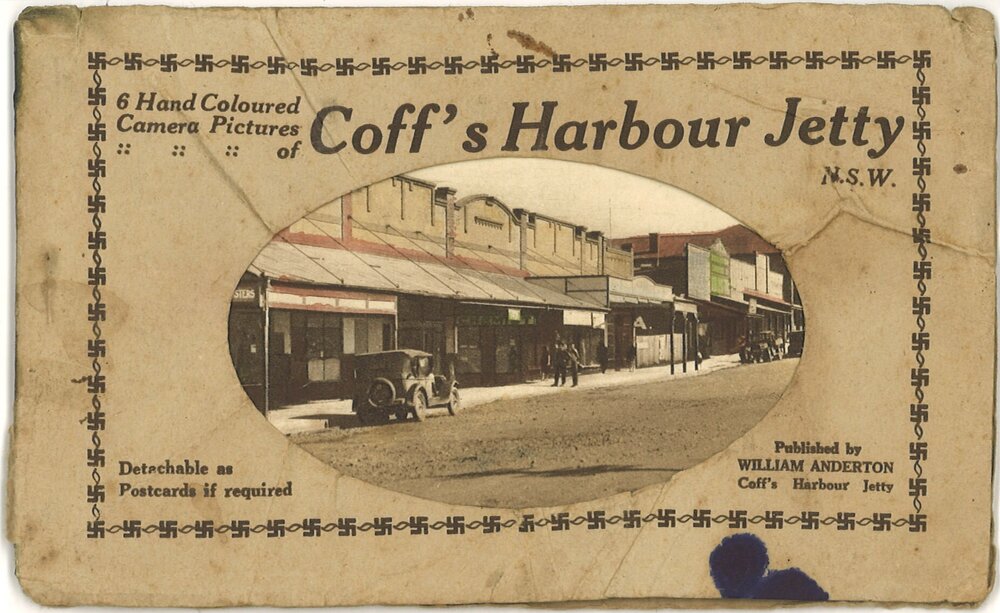 6 Hand Coloured
Camera Pictures
:: :: :: of
Coff's Harbour Jetty
N.S.W.
STERS
Detachable as
Postcards if required
Published by
WILLIAM ANDERTON
Coff's Harbour Jetty